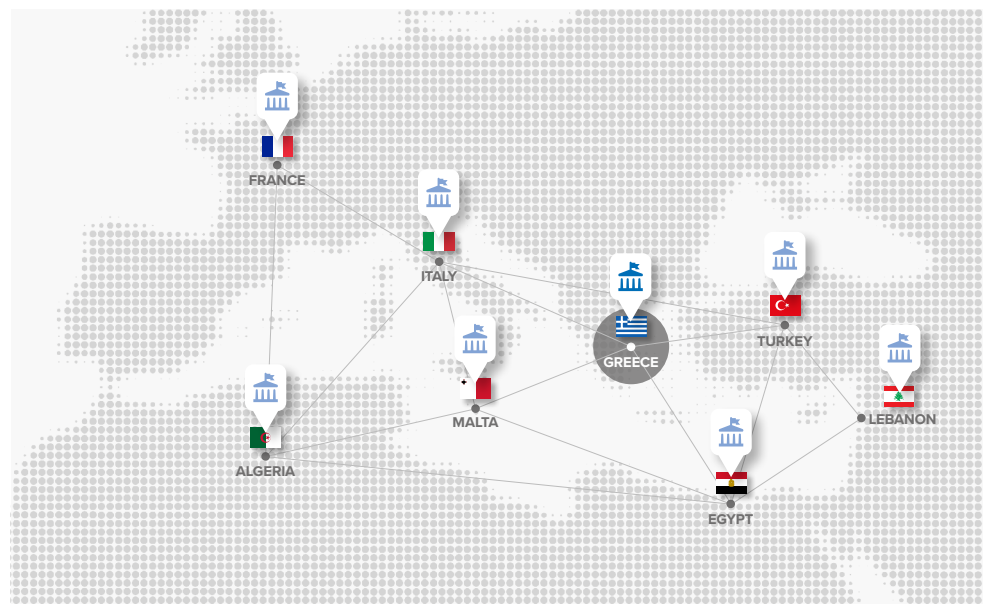 FRANCE
ITALY
GREECE
TURKEY
MALTA
LEBANON
ALGERIA
EGYPT